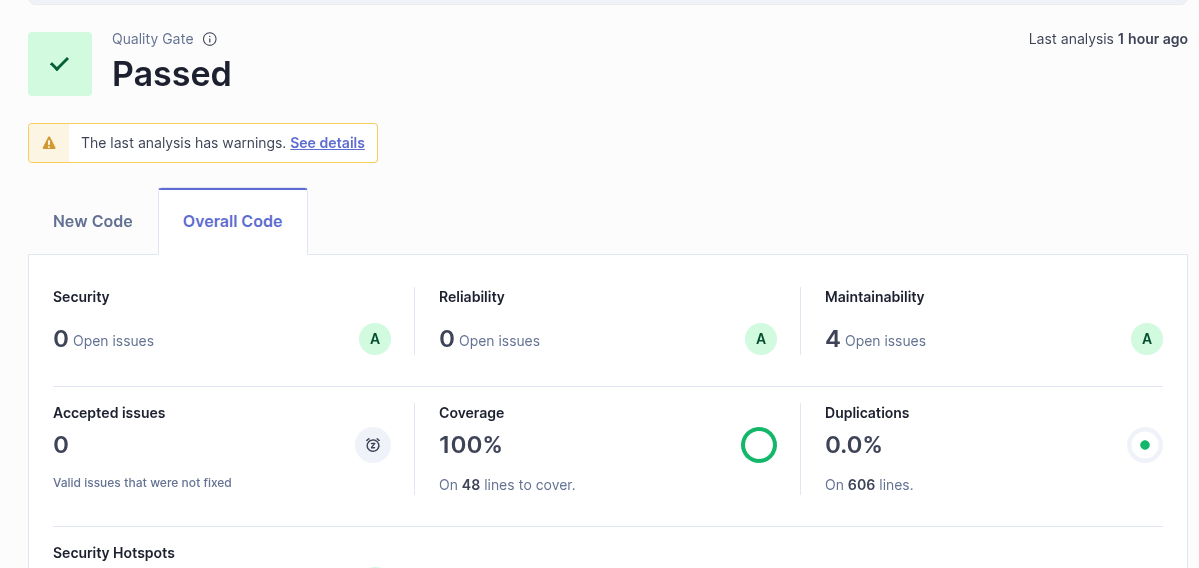 Quality Gate
Last analysis 1 hour ago
Passed
The last analysis has warnings. See details
New Code
Overall Code
Security
Reliability
Maintainability
0 Open issues
A
0 Open issues
A
4 Open issues
A
Accepted issues
Coverage
Duplications
0
100%
0.0%
Valid issues that were not fixed
On 48 lines to cover.
On 606 lines.
Security Hotspots